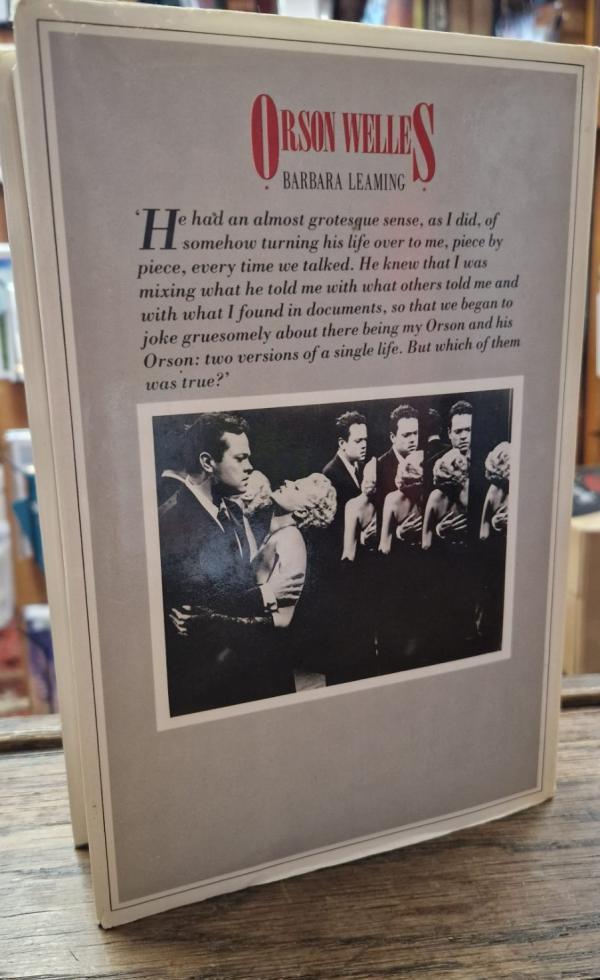 ORSON WELLES
BARBARA LEAMING
‘He had an almost grotesque sense, as I did, of
somehow turning his life over to me, piece by
piece, every time we talked. He knew that I was
mixing what he told me with what others told me and
with what I found in documents, so that we began to
joke gruesomely about there being my Orson and his
Orson: two versions of a single life. But which of them
was true?’